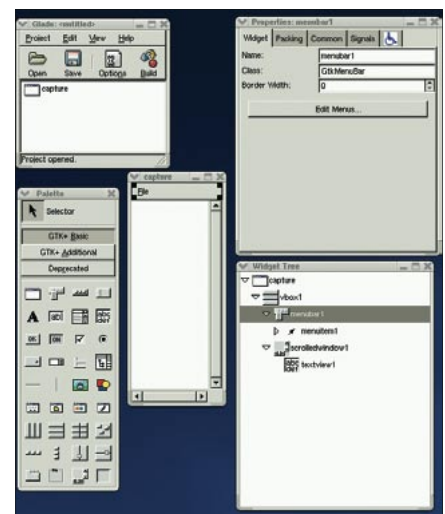 Glade: <untitled>
Project Edit View Help
Open Save Options Build
capture
Project opened.
Properties: menubar1
Widget Packing Common Signals
Name: menubar1
Class: GtkMenuBar
Border Width: 0
Edit Menus...
Palette
Selector
GTK+ Basic
GTK+ Additional
Deprecated
capture
File
Widget Tree
capture
vbox1
menubar1
menuitem1
scrolledwindow1
textview1